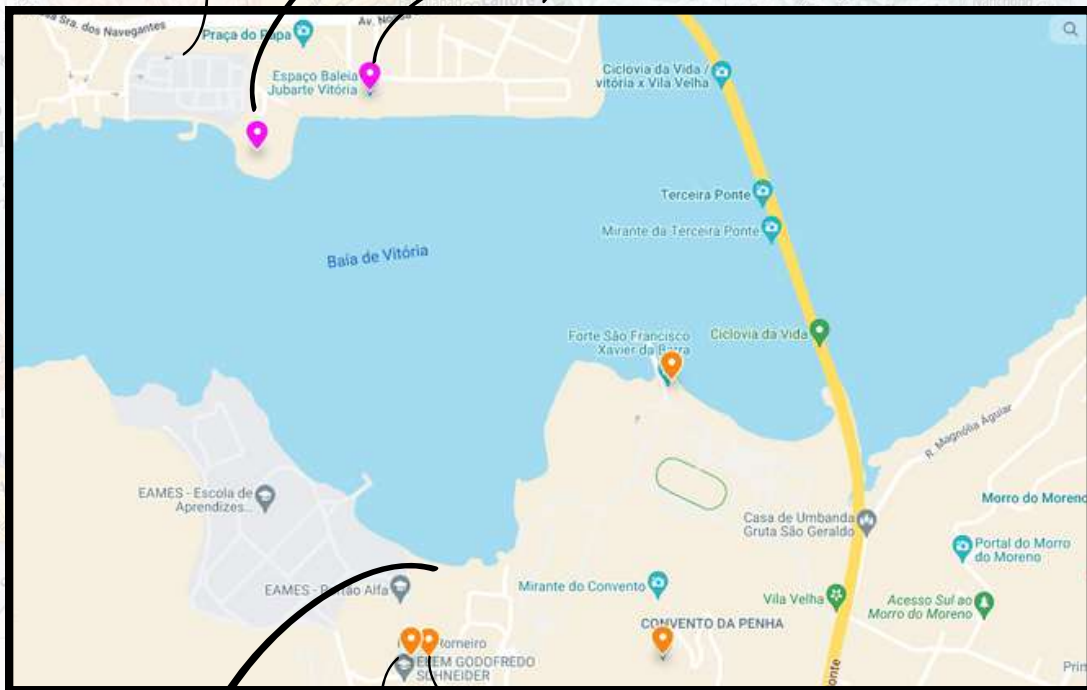 Sra. dos Navegantes
Praça do Papa
Av.
Espaço Baleia
Jubarte Vitória
Ciclovia da Vida /
vitória x Vila Velha
Terceira Ponte
Mirante da Terceira Ponte
Baía de Vitória
Forte São Francisco
Xavier da Barra
Ciclovia da Vida
R. Magnólia Aguiar
EAMES - Escola de
Aprendizes...
Morro do Moreno
Casa de Umbanda
Gruta São Geraldo
Portal do Morro
do Moreno
EAMES - Portão Alfa
Mirante do Convento
Vila Velha
Acesso Sul ao
Morro do Moreno
CONVENTO DA PENHA
GODOFREDO
SCHNEIDER